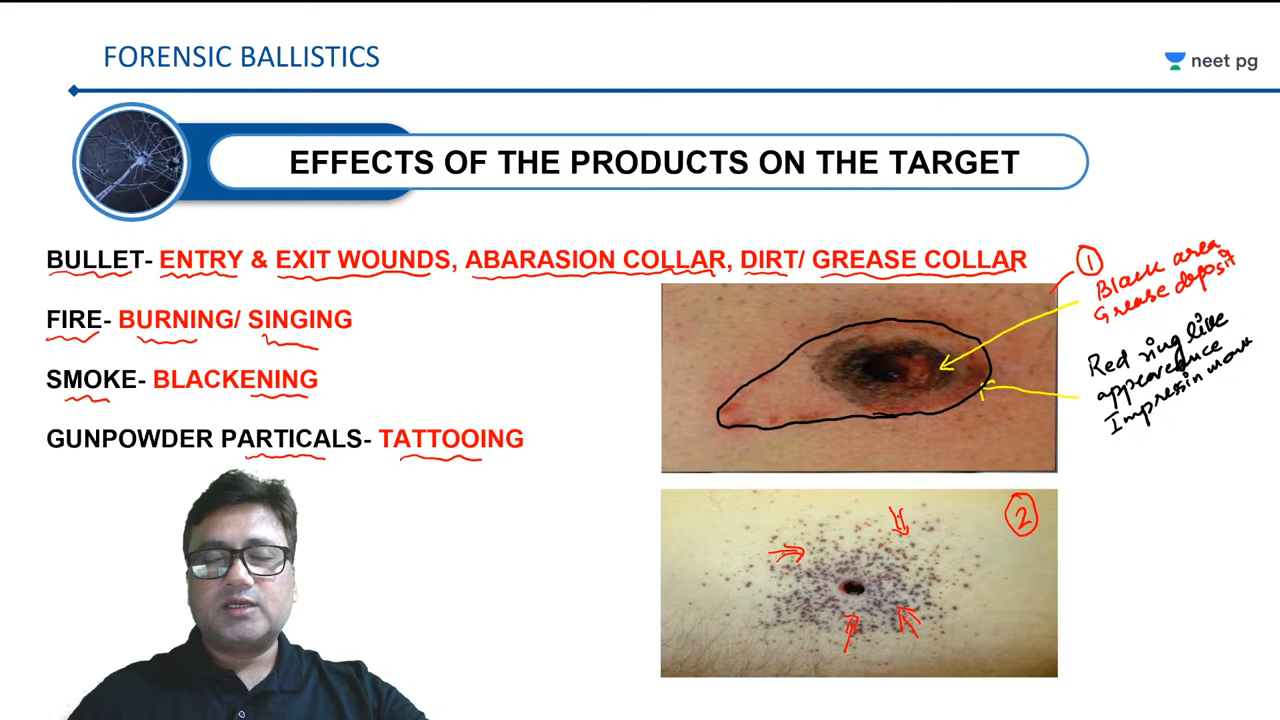 FORENSIC BALLISTICS
neet pg
EFFECTS OF THE PRODUCTS ON THE TARGET
BULLET- ENTRY & EXIT WOUNDS, ABARASION COLLAR, DIRT/ GREASE COLLAR
FIRE- BURNING/ SINGING
SMOKE- BLACKENING
GUNPOWDER PARTICALS- TATTOOING
1
Black area
Grease deposit
Red ring like
appearence
Impression mark
2